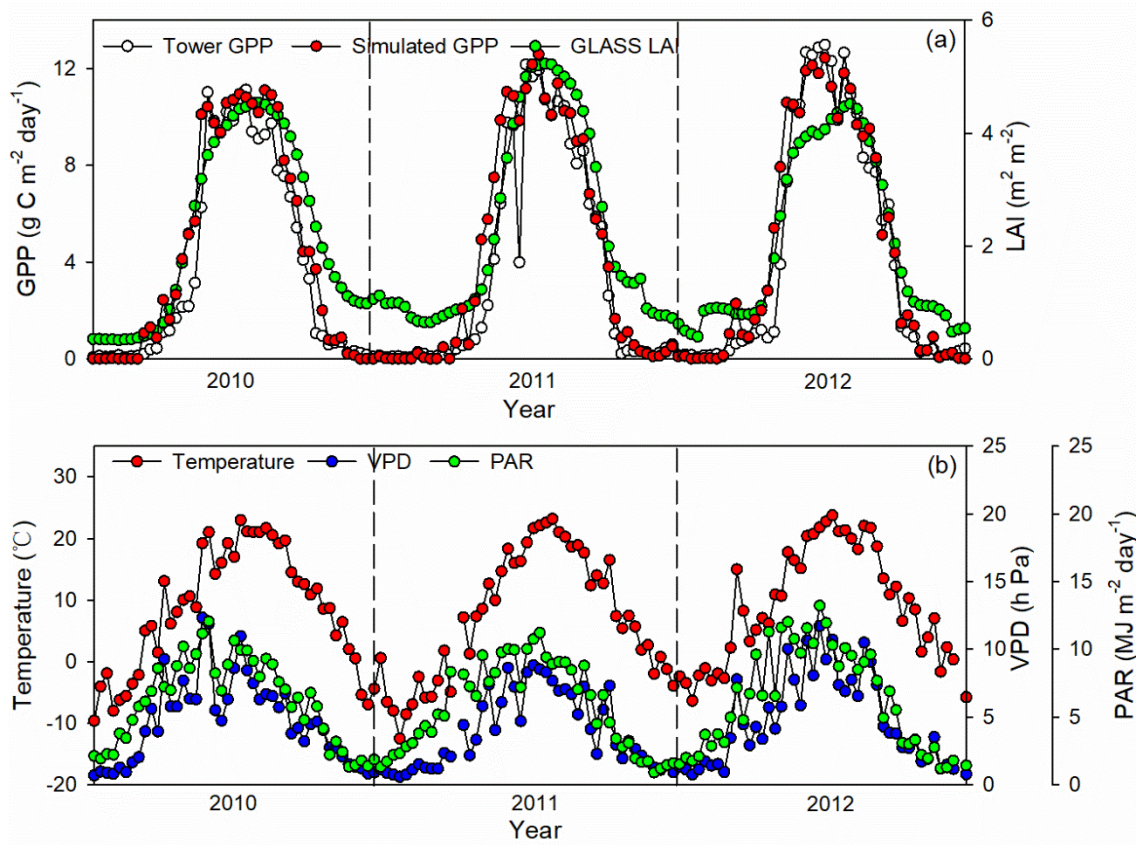 Tower GPP Simulated GPP GLASS LAI (a)
GPP (g C m⁻² day⁻¹)
12
8
4
0
6
4
2
0
LAI (m² m⁻²)
2010 2011 2012
Year
Temperature VPD PAR (b)
Temperature (℃)
30
20
10
0
-10
-20
25
20
15
10
5
0
VPD (h Pa)
25
20
15
10
5
0
PAR (MJ m⁻² day⁻¹)
2010 2011 2012
Year